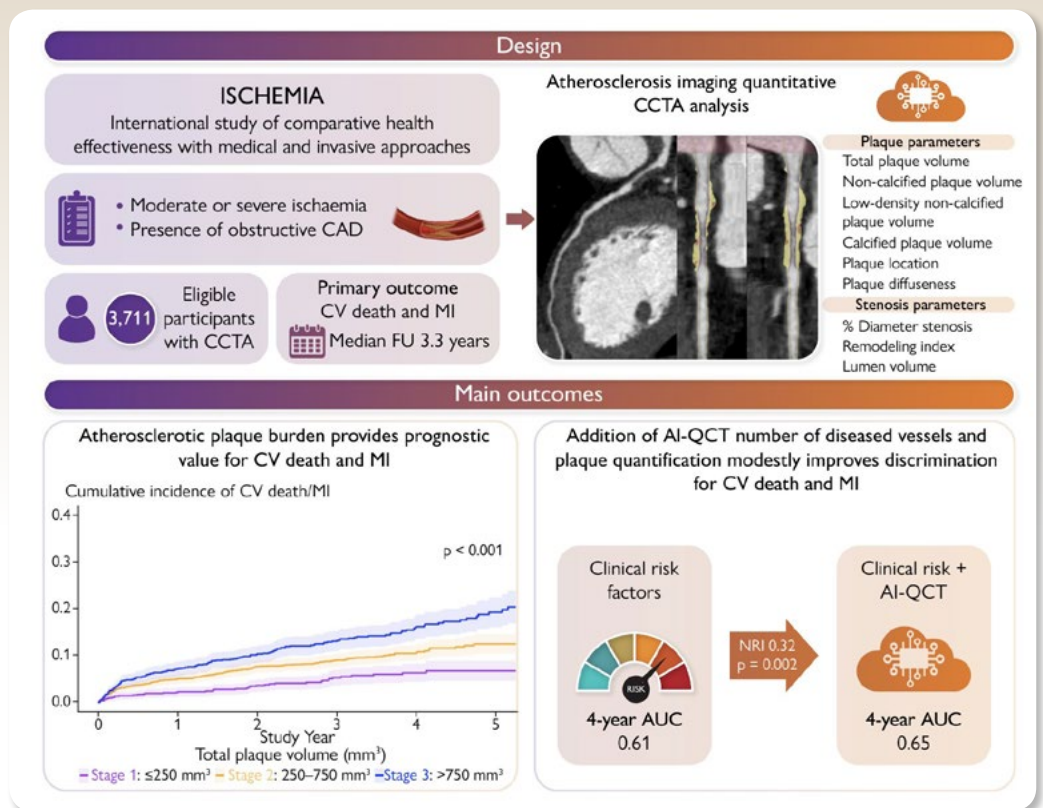 Design
ISCHEMIA
International study of comparative health
effectiveness with medical and invasive approaches
• Moderate or severe ischaemia
• Presence of obstructive CAD
3,711
Eligible
participants
with CCTA
Primary outcome
CV death and MI
Median FU 3.3 years
Atherosclerosis imaging quantitative
CCTA analysis
Plaque parameters
Total plaque volume
Non-calcified plaque volume
Low-density non-calcified
plaque volume
Calcified plaque volume
Plaque location
Plaque diffuseness
Stenosis parameters
% Diameter stenosis
Remodeling index
Lumen volume
Main outcomes
Atherosclerotic plaque burden provides prognostic
value for CV death and MI
Cumulative incidence of CV death/MI
0.4
0.3
0.2
0.1
0.0
p < 0.001
0 1 2 3 4 5
Study Year
Total plaque volume (mm³)
Stage 1: ≤250 mm³ Stage 2: 250–750 mm³ Stage 3: >750 mm³
Addition of AI-QCT number of diseased vessels and
plaque quantification modestly improves discrimination
for CV death and MI
Clinical risk
factors
RISK
4-year AUC
0.61
NRI 0.32
p = 0.002
Clinical risk +
AI-QCT
4-year AUC
0.65